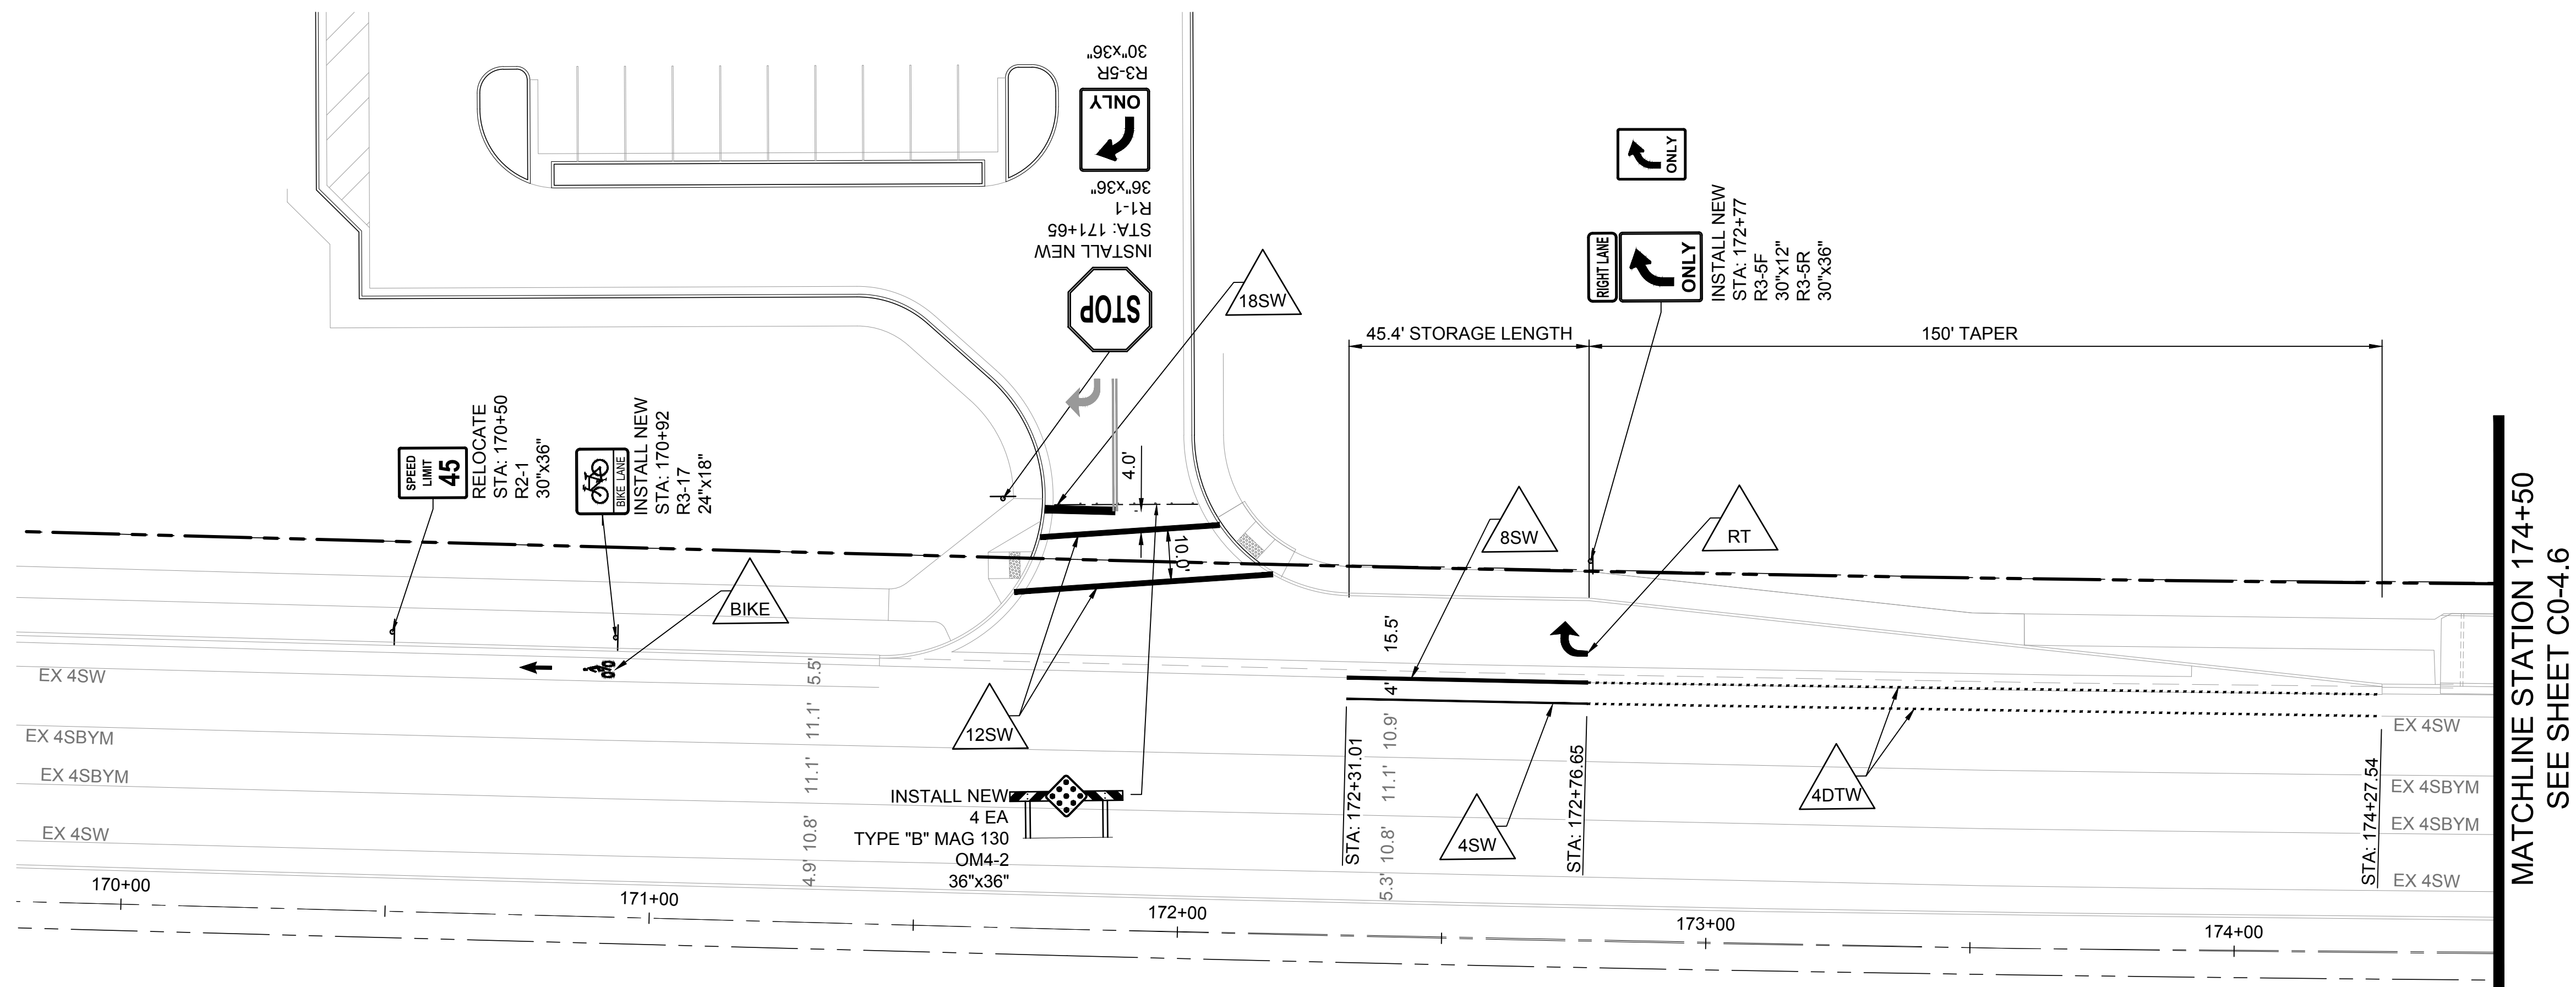 30"x36"
R3-5R
ONLY
36"x36"
R1-1
STA: 171+65
INSTALL NEW
STOP
18SW
ONLY
RIGHT LANE
ONLY
INSTALL NEW
STA: 172+77
R3-5F
30"x12"
R3-5R
30"x36"
45.4' STORAGE LENGTH
150' TAPER
SPEED
LIMIT
45
RELOCATE
STA: 170+50
R2-1
30"x36"
BIKE LANE
INSTALL NEW
STA: 170+92
R3-17
24"x18"
4.0'
10.0'
8SW
RT
BIKE
15.5'
4'
10.9'
11.1'
10.8'
5.3'
5.5'
11.1'
11.1'
10.8'
4.9'
EX 4SW
EX 4SBYM
EX 4SBYM
EX 4SW
12SW
INSTALL NEW
4 EA
TYPE "B" MAG 130
OM4-2
36"x36"
STA: 172+31.01
4SW
STA: 172+76.65
4DTW
STA: 174+27.54
EX 4SW
EX 4SBYM
EX 4SBYM
EX 4SW
170+00
171+00
172+00
173+00
174+00
MATCHLINE STATION 174+50
SEE SHEET C0-4.6